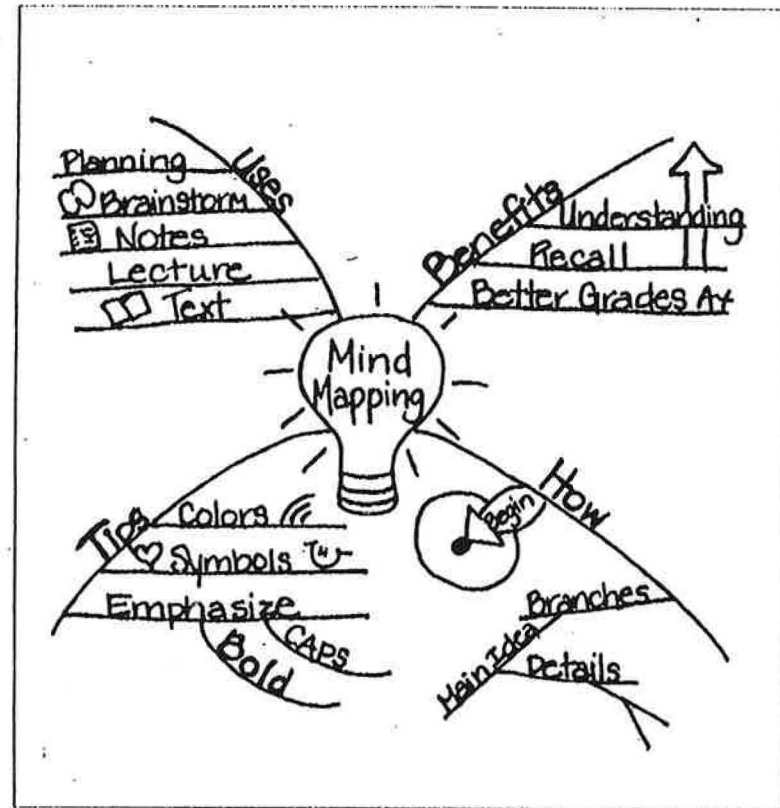 Uses
Planning
Brainstorm
Notes
Lecture
Text
Benefits
Understanding
Recall
Better Grades A+
Mind
Mapping
Tips
Colors
Symbols
Emphasize
Bold
CAPS
How
Begin
Branches
Main Idea
Details